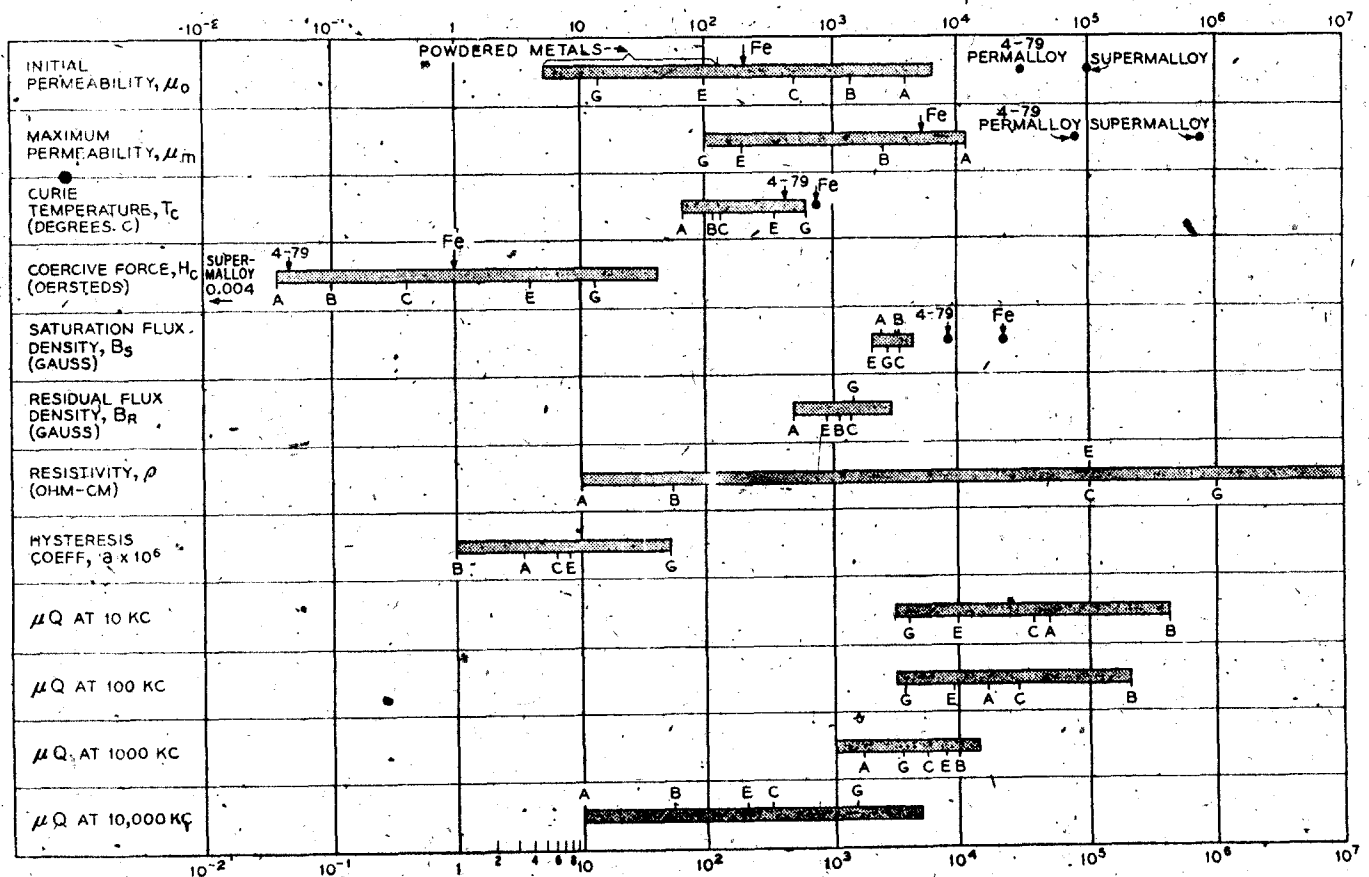 10⁻² 10⁻¹ 1 10 10² 10³ 10⁴ 10⁵ 10⁶ 10⁷
INITIAL
PERMEABILITY, μ₀
POWDERED METALS
Fe
4-79
PERMALLOY
SUPERMALLOY
G E C B A
MAXIMUM
PERMEABILITY, μm
Fe
4-79
PERMALLOY
SUPERMALLOY
G E B A
CURIE
TEMPERATURE, Tc
(DEGREES. C)
4-79
Fe
A B C E G
COERCIVE FORCE, Hc
(OERSTEDS)
SUPER-
MALLOY
0.004
4-79
Fe
A B C E G
SATURATION FLUX
DENSITY, Bs
(GAUSS)
A B
4-79
Fe
E G C
RESIDUAL FLUX
DENSITY, BR
(GAUSS)
G
A E B C
RESISTIVITY, ρ
(OHM-CM)
E
A B C G
HYSTERESIS
COEFF, a x 10⁶
B A C E G
μQ AT 10 KC
G E C A B
μQ AT 100 KC
G E A C B
μQ AT 1000 KC
A G C E B
μQ AT 10,000 KC
A B E C G
10⁻² 10⁻¹ 1 2 4 6 8 10 10² 10³ 10⁴ 10⁵ 10⁶ 10⁷